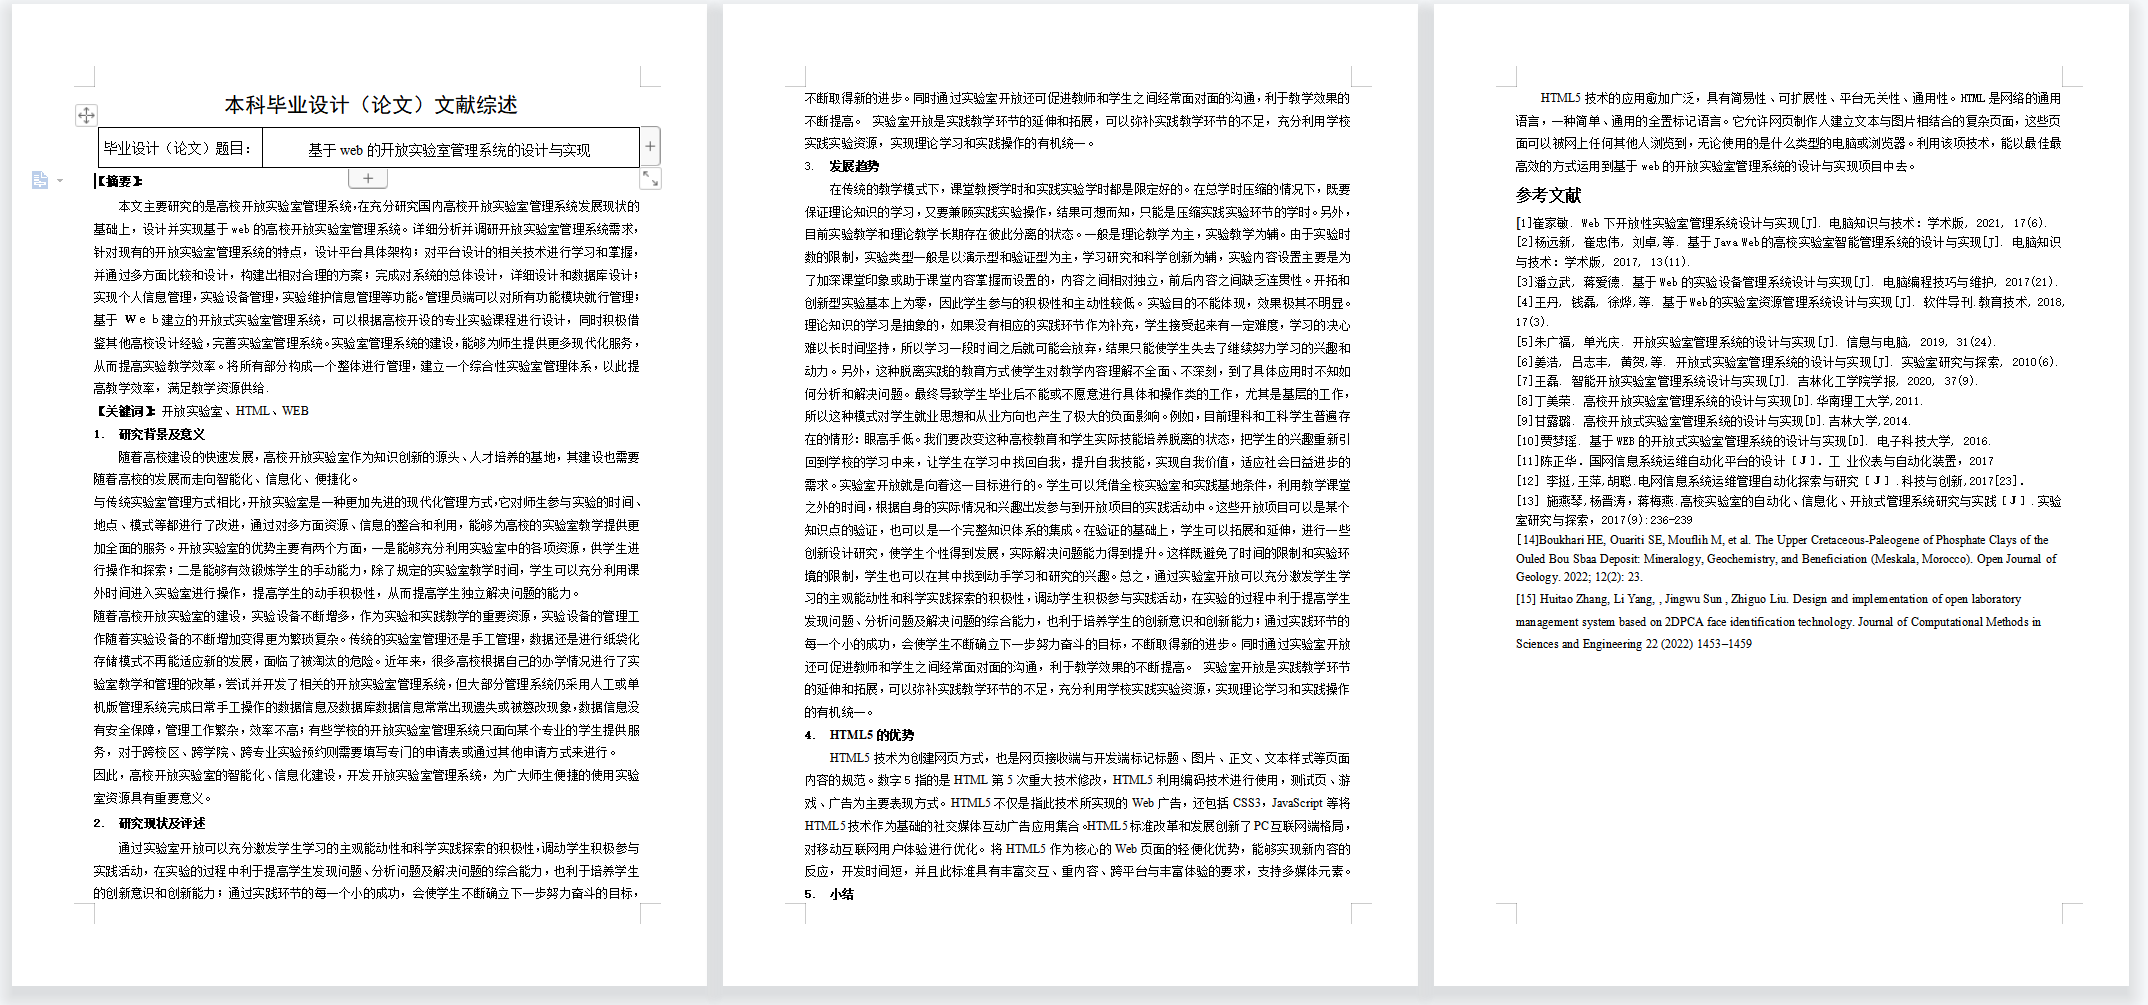 本科毕业设计（论文）文献综述
毕业设计（论文）题目： 基于 web 的开放实验室管理系统的设计与实现
【摘要】：
本文主要研究的是高校开放实验室管理系统，在充分研究国内高校开放实验室管理系统发展现状的
基础上，设计并实现基于 web 的高校开放实验室管理系统。详细分析并调研开放实验室管理系统需求，
针对现有的开放实验室管理系统的特点，设计平台具体架构；对平台设计的相关技术进行学习和掌握，
并通过多方面比较和设计，构建出相对合理的方案；完成对系统的总体设计，详细设计和数据库设计；
实现个人信息管理，实验设备管理，实验维护信息管理等功能。管理员端可以对所有功能模块就行管理；
基于 Ｗｅｂ建立的开放式实验室管理系统，可以根据高校开设的专业实验课程进行设计，同时积极借
鉴其他高校设计经验，完善实验室管理系统。实验室管理系统的建设，能够为师生提供更多现代化服务，
从而提高实验教学效率。将所有部分构成一个整体进行管理，建立一个综合性实验室管理体系，以此提
高教学效率，满足教学资源供给.
【关键词】：开放实验室、HTML、WEB
1. 研究背景及意义
随着高校建设的快速发展，高校开放实验室作为知识创新的源头、人才培养的基地，其建设也需要
随着高校的发展而走向智能化、信息化、便捷化。
与传统实验室管理方式相比，开放实验室是一种更加先进的现代化管理方式，它对师生参与实验的时间、
地点、模式等都进行了改进，通过对多方面资源、信息的整合和利用，能够为高校的实验室教学提供更
加全面的服务。开放实验室的优势主要有两个方面，一是能够充分利用实验室中的各项资源，供学生进
行操作和探索；二是能够有效锻炼学生的手动能力，除了规定的实验室教学时间，学生可以充分利用课
外时间进入实验室进行操作，提高学生的动手积极性，从而提高学生独立解决问题的能力。
随着高校开放实验室的建设，实验设备不断增多，作为实验和实践教学的重要资源，实验设备的管理工
作随着实验设备的不断增加变得更为繁琐复杂。传统的实验室管理还是手工管理，数据还是进行纸袋化
存储模式不再能适应新的发展，面临了被淘汰的危险。近年来，很多高校根据自己的办学情况进行了实
验室教学和管理的改革，尝试并开发了相关的开放实验室管理系统，但大部分管理系统仍采用人工或单
机版管理系统完成日常手工操作的数据信息及数据库数据信息常常出现遗失或被篡改现象，数据信息没
有安全保障，管理工作繁杂，效率不高；有些学校的开放实验室管理系统只面向某个专业的学生提供服
务，对于跨校区、跨学院、跨专业实验预约则需要填写专门的申请表或通过其他申请方式来进行。
因此，高校开放实验室的智能化、信息化建设，开发开放实验室管理系统，为广大师生便捷的使用实验
室资源具有重要意义。
2. 研究现状及评述
通过实验室开放可以充分激发学生学习的主观能动性和科学实践探索的积极性，调动学生积极参与
实践活动，在实验的过程中利于提高学生发现问题、分析问题及解决问题的综合能力，也利于培养学生
的创新意识和创新能力；通过实践环节的每一个小的成功，会使学生不断确立下一步努力奋斗的目标，
不断取得新的进步。同时通过实验室开放还可促进教师和学生之间经常面对面的沟通，利于教学效果的
不断提高。 实验室开放是实践教学环节的延伸和拓展，可以弥补实践教学环节的不足，充分利用学校
实践实验资源，实现理论学习和实践操作的有机统一。
3. 发展趋势
在传统的教学模式下，课堂教授学时和实践实验学时都是限定好的。在总学时压缩的情况下，既要
保证理论知识的学习，又要兼顾实践实验操作，结果可想而知，只能是压缩实践实验环节的学时。另外，
目前实验教学和理论教学长期存在彼此分离的状态。一般是理论教学为主，实验教学为辅。由于实验时
数的限制，实验类型一般是以演示型和验证型为主，学习研究和科学创新为辅，实验内容设置主要是为
了加深课堂印象或助于课堂内容掌握而设置的，内容之间相对独立，前后内容之间缺乏连贯性。开拓和
创新型实验基本上为零，因此学生参与的积极性和主动性较低。实验目的不能体现，效果极其不明显。
理论知识的学习是抽象的，如果没有相应的实践环节作为补充，学生接受起来有一定难度，学习的决心
难以长时间坚持，所以学习一段时间之后就可能会放弃，结果只能使学生失去了继续努力学习的兴趣和
动力。另外，这种脱离实践的教育方式使学生对教学内容理解不全面、不深刻，到了具体应用时不知如
何分析和解决问题。最终导致学生毕业后不能或不愿意进行具体和操作类的工作，尤其是基层的工作，
所以这种模式对学生就业思想和从业方向也产生了极大的负面影响。例如，目前理科和工科学生普遍存
在的情形：眼高手低。我们要改变这种高校教育和学生实际技能培养脱离的状态，把学生的兴趣重新引
回到学校的学习中来，让学生在学习中找回自我，提升自我技能，实现自我价值，适应社会日益进步的
需求。实验室开放就是向着这一目标进行的。学生可以凭借全校实验室和实践基地条件，利用教学课堂
之外的时间，根据自身的实际情况和兴趣出发参与到开放项目的实践活动中。这些开放项目可以是某个
知识点的验证，也可以是一个完整知识体系的集成。在验证的基础上，学生可以拓展和延伸，进行一些
创新设计研究，使学生个性得到发展，实际解决问题能力得到提升。这样既避免了时间的限制和实验环
境的限制，学生也可以在其中找到动手学习和研究的兴趣。总之，通过实验室开放可以充分激发学生学
习的主观能动性和科学实践探索的积极性，调动学生积极参与实践活动，在实验的过程中利于提高学生
发现问题、分析问题及解决问题的综合能力，也利于培养学生的创新意识和创新能力；通过实践环节的
每一个小的成功，会使学生不断确立下一步努力奋斗的目标，不断取得新的进步。同时通过实验室开放
还可促进教师和学生之间经常面对面的沟通，利于教学效果的不断提高。 实验室开放是实践教学环节
的延伸和拓展，可以弥补实践教学环节的不足，充分利用学校实践实验资源，实现理论学习和实践操作
的有机统一。
4. HTML5 的优势
HTML5 技术为创建网页方式，也是网页接收端与开发端标记标题、图片、正文、文本样式等页面
内容的规范。数字 5 指的是 HTML 第 5 次重大技术修改，HTML5 利用编码技术进行使用，测试页、游
戏、广告为主要表现方式。HTML5 不仅是指此技术所实现的 Web 广告，还包括 CSS3，JavaScript 等将
HTML5 技术作为基础的社交媒体互动广告应用集合。HTML5 标准改革和发展创新了 PC 互联网端格局，
对移动互联网用户体验进行优化。将 HTML5 作为核心的 Web 页面的轻便化优势，能够实现新内容的
反应，开发时间短，并且此标准具有丰富交互、重内容、跨平台与丰富体验的要求，支持多媒体元素。
5. 小结
HTML5 技术的应用愈加广泛，具有简易性、可扩展性、平台无关性、通用性。HTML 是网络的通用
语言，一种简单、通用的全置标记语言。它允许网页制作人建立文本与图片相结合的复杂页面，这些页
面可以被网上任何其他人浏览到，无论使用的是什么类型的电脑或浏览器。利用该项技术，能以最佳最
高效的方式运用到基于 web 的开放实验室管理系统的设计与实现项目中去。
参考文献
[1]崔家敏. Web 下开放性实验室管理系统设计与实现[J]. 电脑知识与技术：学术版, 2021, 17(6).
[2]杨远新, 崔忠伟, 刘卓,等. 基于Java Web的高校实验室智能管理系统的设计与实现[J]. 电脑知识
与技术：学术版, 2017, 13(11).
[3]潘立武, 蒋爱德. 基于 Web 的实验设备管理系统设计与实现[J]. 电脑编程技巧与维护, 2017(21).
[4]王丹, 钱磊, 徐烨,等. 基于Web的实验室资源管理系统设计与实现[J]. 软件导刊.教育技术, 2018,
17(3).
[5]朱广福, 单光庆. 开放实验室管理系统的设计与实现[J]. 信息与电脑, 2019, 31(24).
[6]姜浩, 吕志丰, 黄贺,等. 开放式实验室管理系统的设计与实现[J]. 实验室研究与探索, 2010(6).
[7]王磊. 智能开放实验室管理系统设计与实现[J]. 吉林化工学院学报, 2020, 37(9).
[8]丁美荣. 高校开放实验室管理系统的设计与实现[D].华南理工大学,2011.
[9]甘露璐. 高校开放式实验室管理系统的设计与实现[D].吉林大学,2014.
[10]贾梦瑶. 基于 WEB 的开放式实验室管理系统的设计与实现[D]. 电子科技大学, 2016.
[11]陈正华．国网信息系统运维自动化平台的设计［Ｊ］．工 业仪表与自动化装置，2017
[12] 李挺,王萍,胡聪.电网信息系统运维管理自动化探索与研究［Ｊ］.科技与创新,2017[23]．
[13] 施燕琴,杨晋涛，蒋梅燕.高校实验室的自动化、信息化、开放式管理系统研究与实践［Ｊ］.实验
室研究与探索，2017(9):236-239
[14]Boukhari HE, Ouariti SE, Mouflih M, et al. The Upper Cretaceous-Paleogene of Phosphate Clays of the
Ouled Bou Sbaa Deposit: Mineralogy, Geochemistry, and Beneficiation (Meskala, Morocco). Open Journal of
Geology. 2022; 12(2): 23.
[15] Huitao Zhang, Li Yang, , Jingwu Sun , Zhiguo Liu. Design and implementation of open laboratory
management system based on 2DPCA face identification technology. Journal of Computational Methods in
Sciences and Engineering 22 (2022) 1453–1459